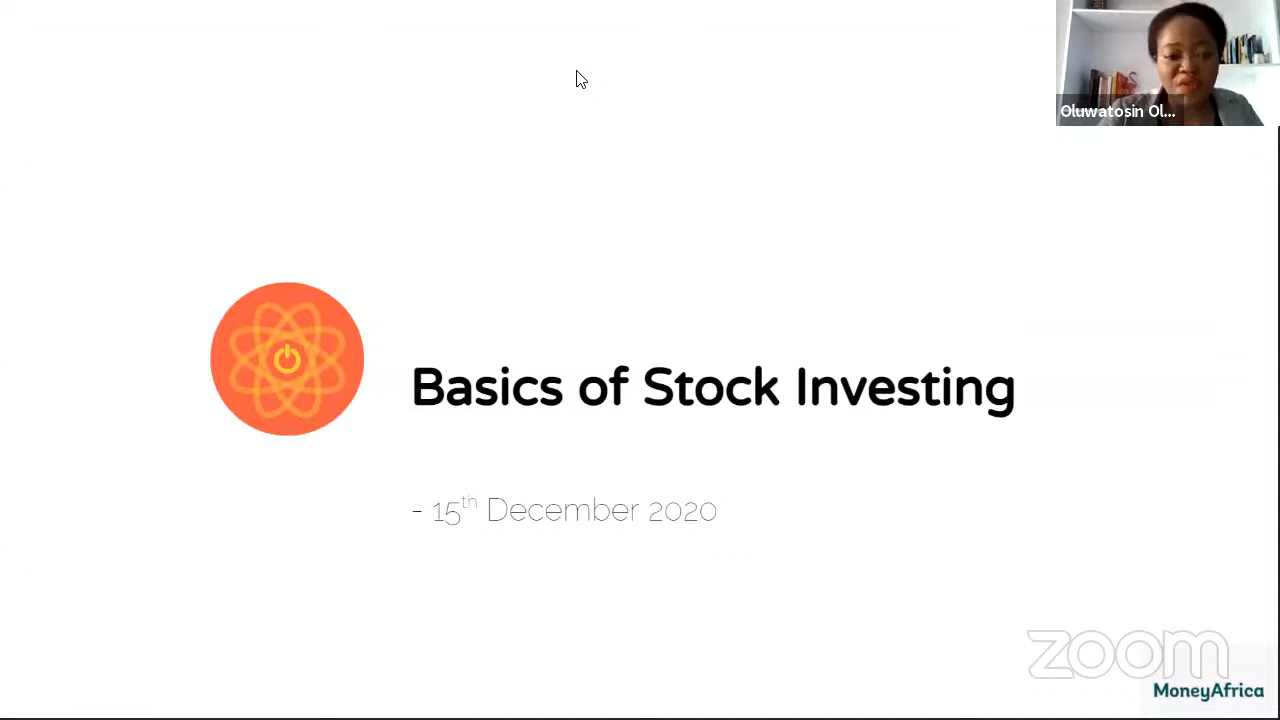 Oluwatosin Ol...
Basics of Stock Investing
- 15th December 2020
zoom
MoneyAfrica